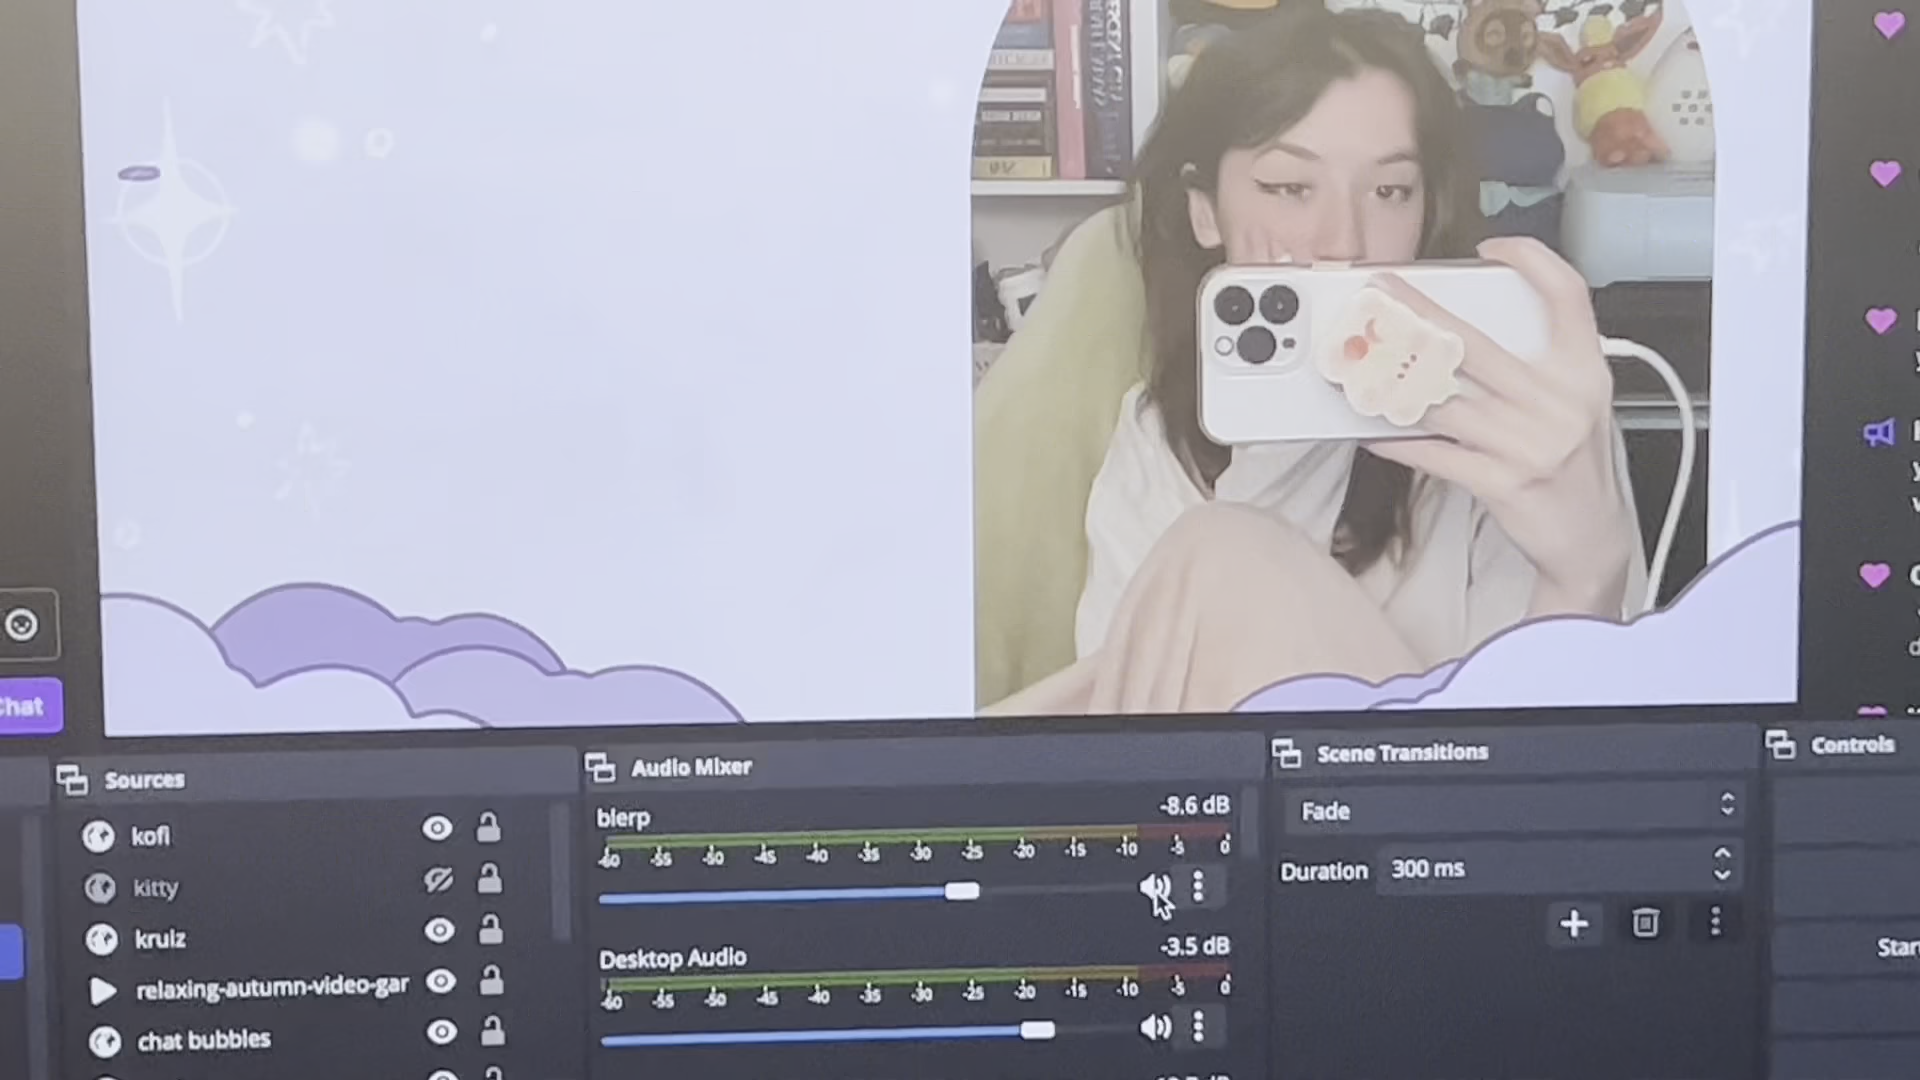 Chat
Sources
kofi
kitty
kruiz
relaxing-autumn-video-gar
chat bubbles
Audio Mixer
blerp
-8.6 dB
-60 -55 -50 -45 -40 -35 -30 -25 -20 -15 -10 -5 0
Desktop Audio
-3.5 dB
-60 -55 -50 -45 -40 -35 -30 -25 -20 -15 -10 -5 0
Scene Transitions
Fade
Duration 300 ms
Controls